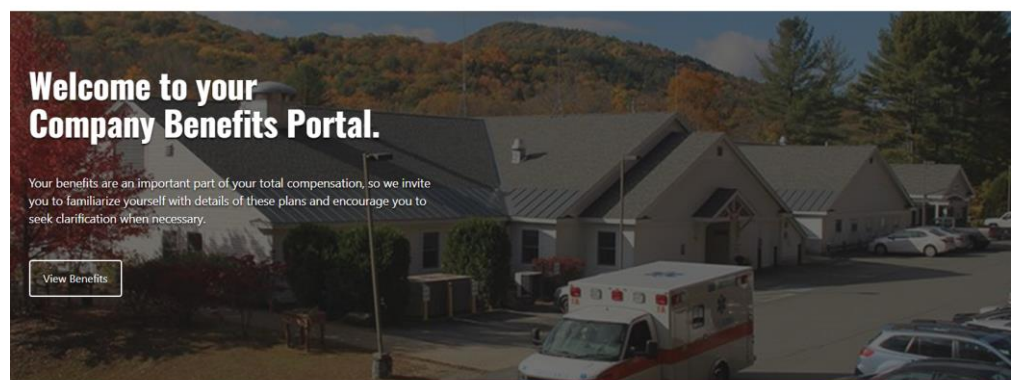 Welcome to your
Company Benefits Portal.
Your benefits are an important part of your total compensation, so we invite
you to familiarize yourself with details of these plans and encourage you to
seek clarification when necessary.
View Benefits